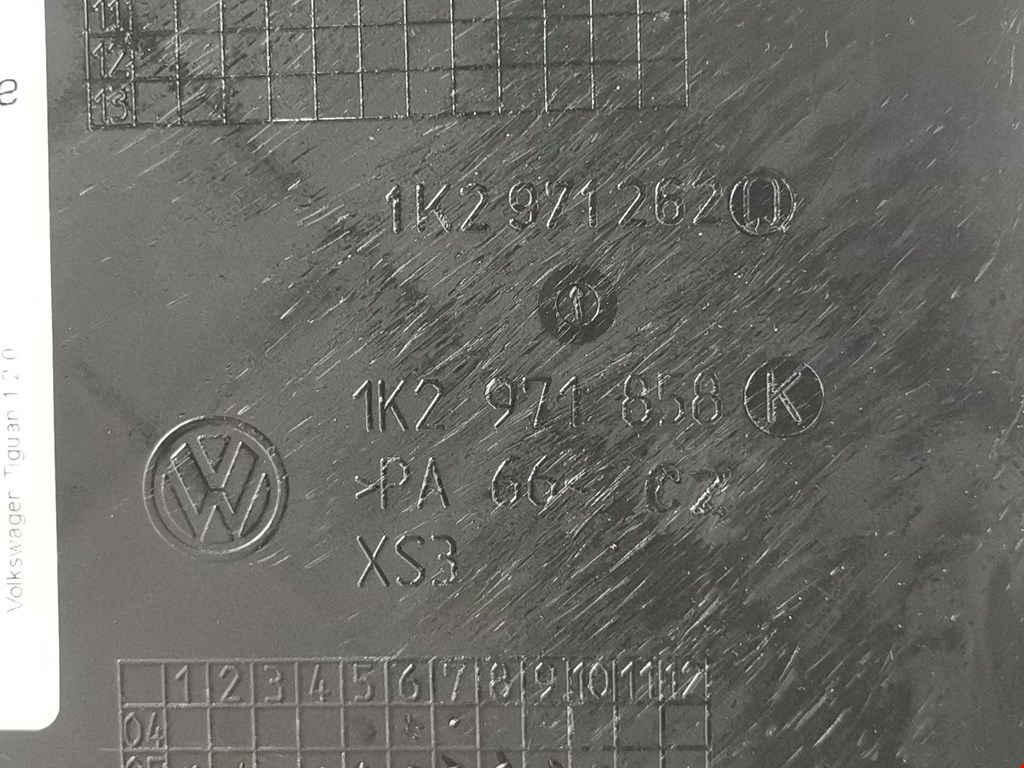 11
12
13
1K2 971 262
1K2 971 858 K
>PA 66< CZ
XS3
1 2 3 4 5 6 7 8 9 10 11 12
04
Volkswagen Tiguan 1 2.0